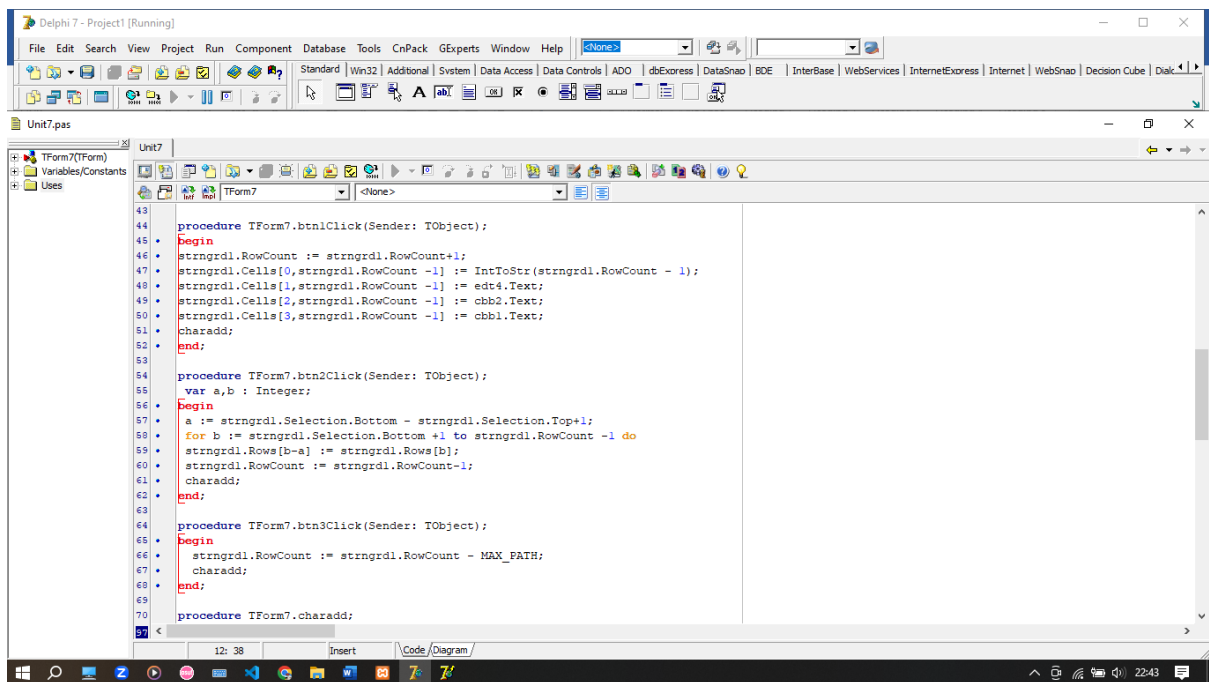 Delphi 7 - Project1 [Running]
File Edit Search View Project Run Component Database Tools CnPack GExperts Window Help <None>
Standard Win32 Additional System Data Access Data Controls ADO dbExpress DataSnap BDE InterBase WebServices InternetExpress Internet WebSnap Decision Cube Dialc
Unit7.pas
TForm7(TForm)
Variables/Constants
Uses
Unit7
TForm7 <None>
43
44 procedure TForm7.btn1Click(Sender: TObject);
45 begin
46 strngrd1.RowCount := strngrd1.RowCount+1;
47 strngrd1.Cells[0,strngrd1.RowCount -1] := IntToStr(strngrd1.RowCount - 1);
48 strngrd1.Cells[1,strngrd1.RowCount -1] := edt4.Text;
49 strngrd1.Cells[2,strngrd1.RowCount -1] := cbb2.Text;
50 strngrd1.Cells[3,strngrd1.RowCount -1] := cbb1.Text;
51 charadd;
52 end;
53
54 procedure TForm7.btn2Click(Sender: TObject);
55 var a,b : Integer;
56 begin
57 a := strngrd1.Selection.Bottom - strngrd1.Selection.Top+1;
58 for b := strngrd1.Selection.Bottom +1 to strngrd1.RowCount -1 do
59 strngrd1.Rows[b-a] := strngrd1.Rows[b];
60 strngrd1.RowCount := strngrd1.RowCount-1;
61 charadd;
62 end;
63
64 procedure TForm7.btn3Click(Sender: TObject);
65 begin
66 strngrd1.RowCount := strngrd1.RowCount - MAX_PATH;
67 charadd;
68 end;
69
70 procedure TForm7.charadd;
97
12: 38 Insert Code Diagram
22:43